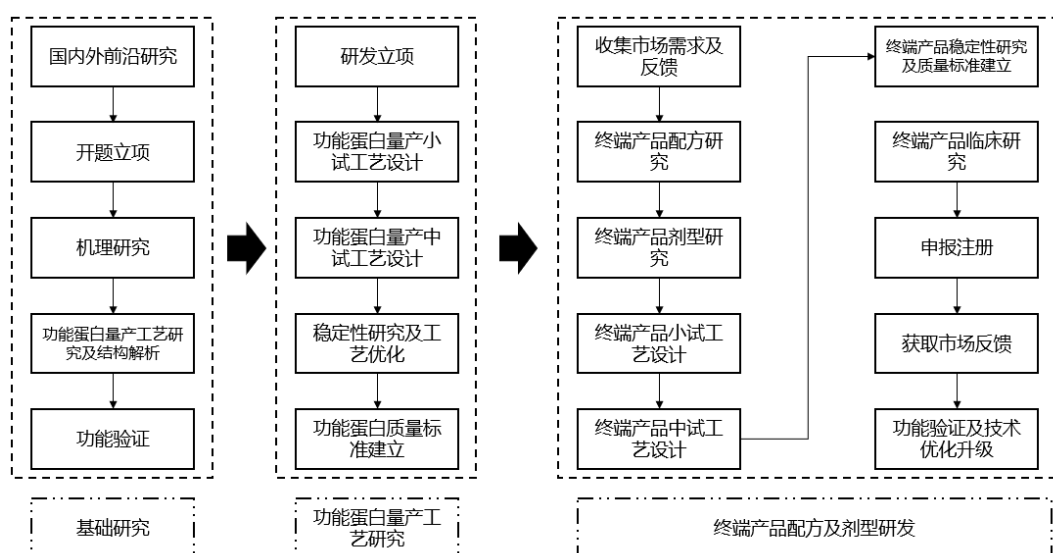 国内外前沿研究
开题立项
机理研究
功能蛋白量产工艺研
究及结构解析
功能验证
基础研究
研发立项
功能蛋白量产小
试工艺设计
功能蛋白量产中
试工艺设计
稳定性研究及工
艺优化
功能蛋白质量标
准建立
功能蛋白量产工
艺研究
收集市场需求及
反馈
终端产品配方研
究
终端产品剂型研
究
终端产品小试工
艺设计
终端产品中试工
艺设计
终端产品稳定性研究
及质量标准建立
终端产品临床研
究
申报注册
获取市场反馈
功能验证及技术
优化升级
终端产品配方及剂型研发